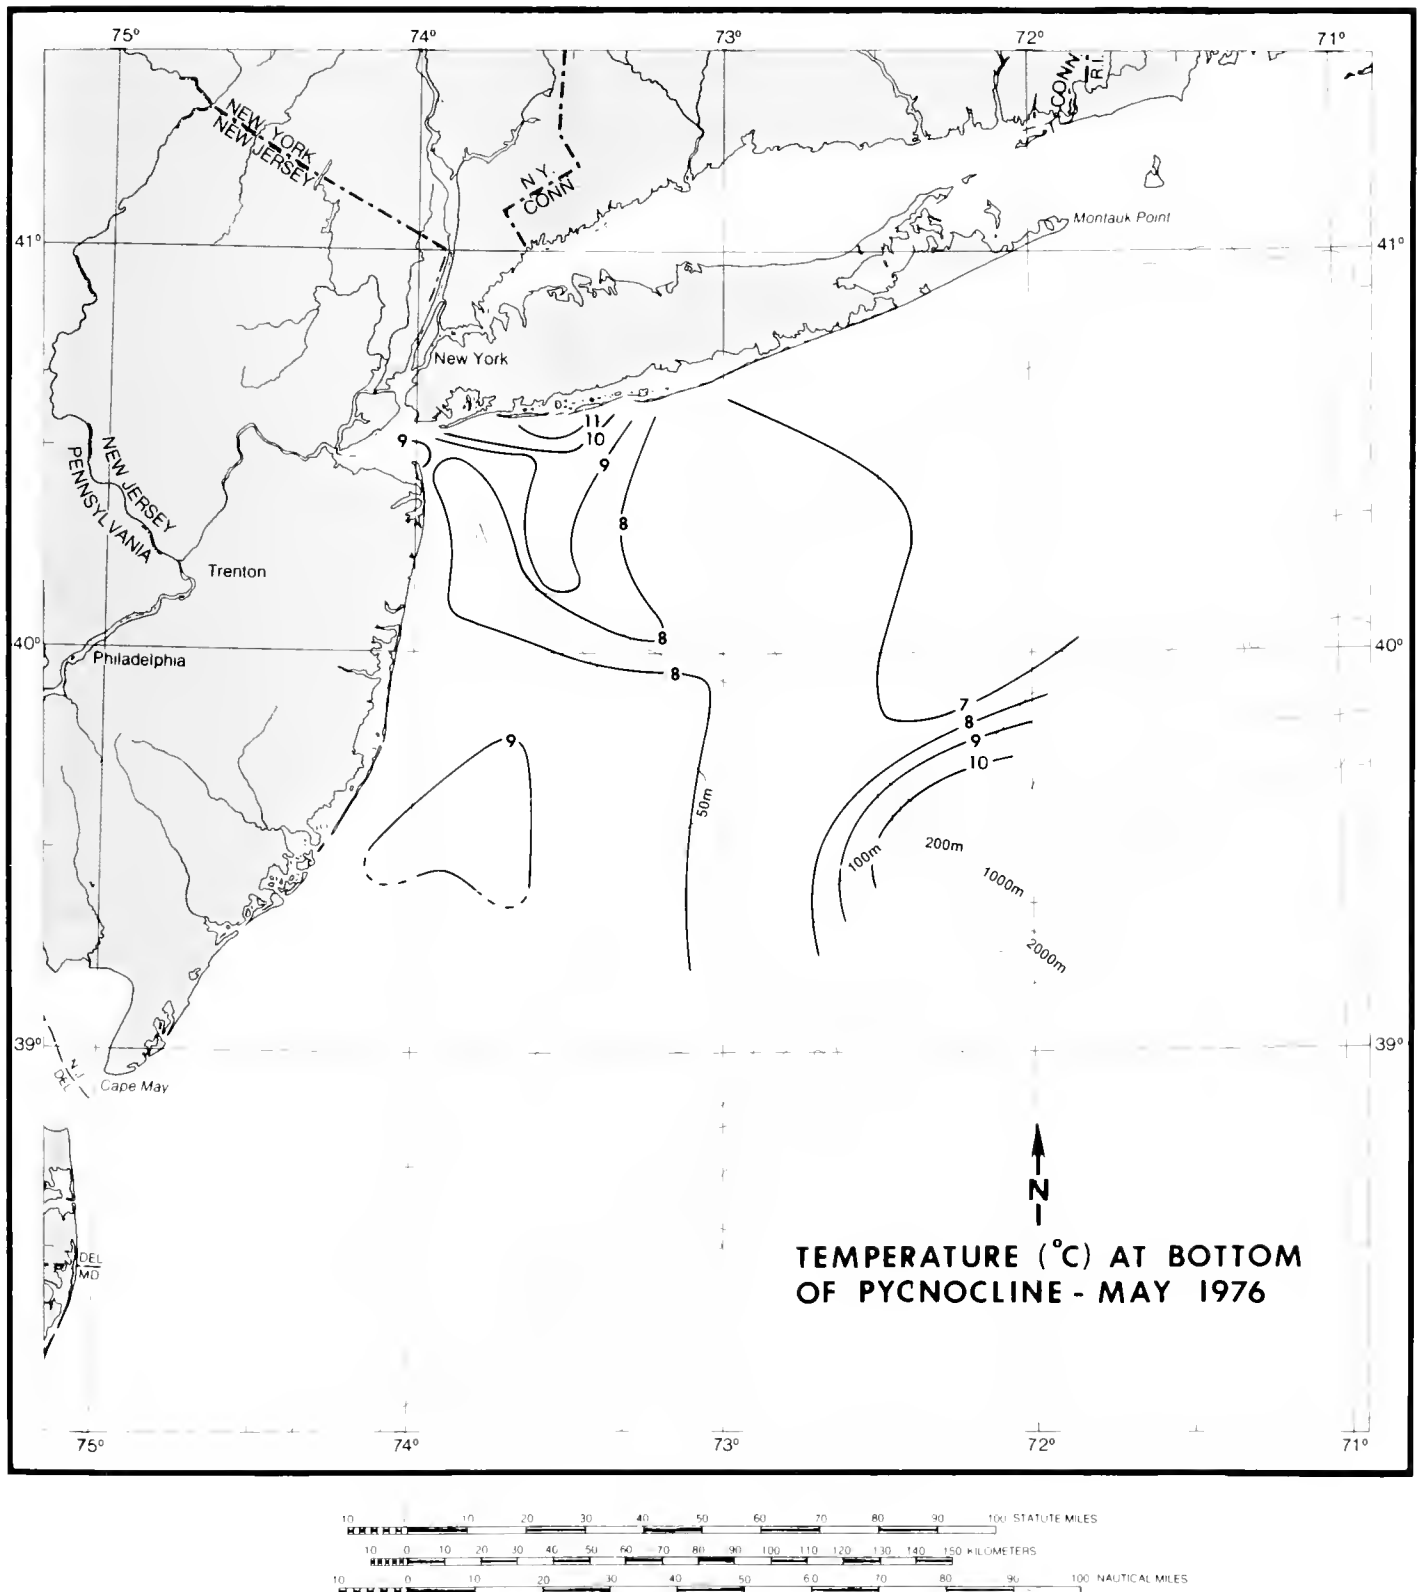 75° 74° 73° 72° 71°
CONN
R.I.
NEW YORK
NEW JERSEY
N Y.
CONN
Montauk Point
41° 41°
New York
11
10
9
9
NEW JERSEY
PENNSYLVANIA
8
Trenton
8
40° 40°
Philadelphia
8
7
8
9
9
10
50m
100m
200m
1000m
2000m
39° 39°
N.J.
DEL
Cape May
N
DEL
MD
TEMPERATURE (°C) AT BOTTOM
OF PYCNOCLINE - MAY 1976
75° 74° 73° 72° 71°
10 0 10 20 30 40 50 60 70 80 90 100 STATUTE MILES
10 0 10 20 30 40 50 60 70 80 90 100 110 120 130 140 150 KILOMETERS
10 0 10 20 30 40 50 60 70 80 90 100 NAUTICAL MILES